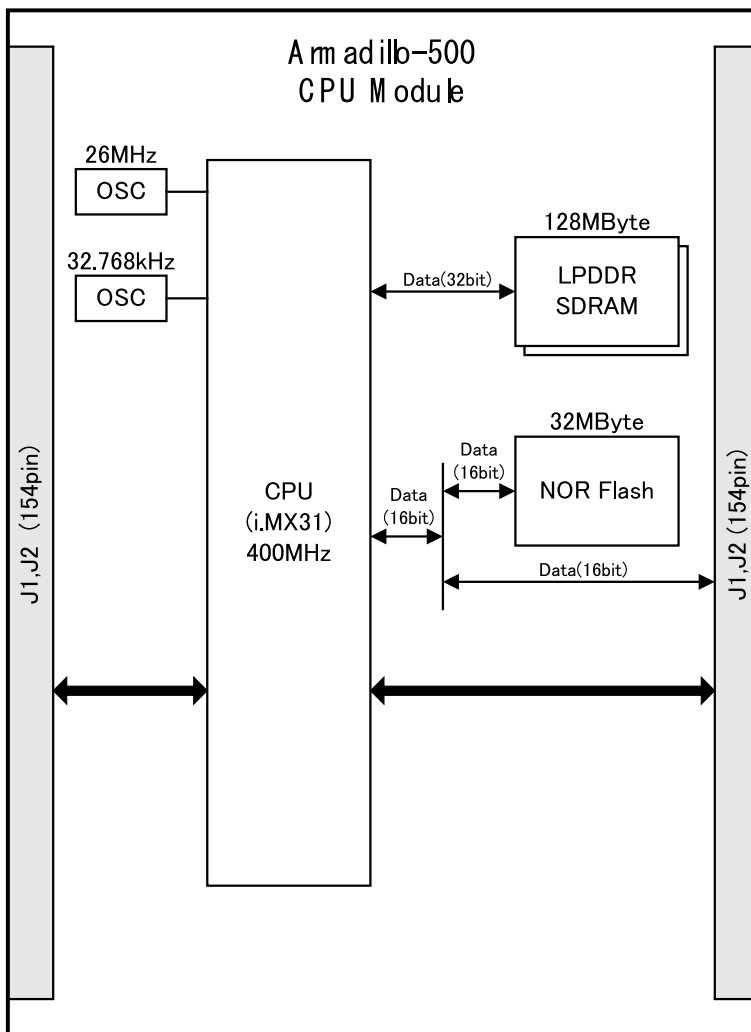 Armadillo-500
CPU Module
26MHz
OSC
32.768kHz
OSC
128MByte
LPDDR
SDRAM
Data(32bit)
32MByte
NOR Flash
Data
(16bit)
Data
(16bit)
Data(16bit)
CPU
(i.MX31)
400MHz
J1,J2 (154pin)
J1,J2 (154pin)